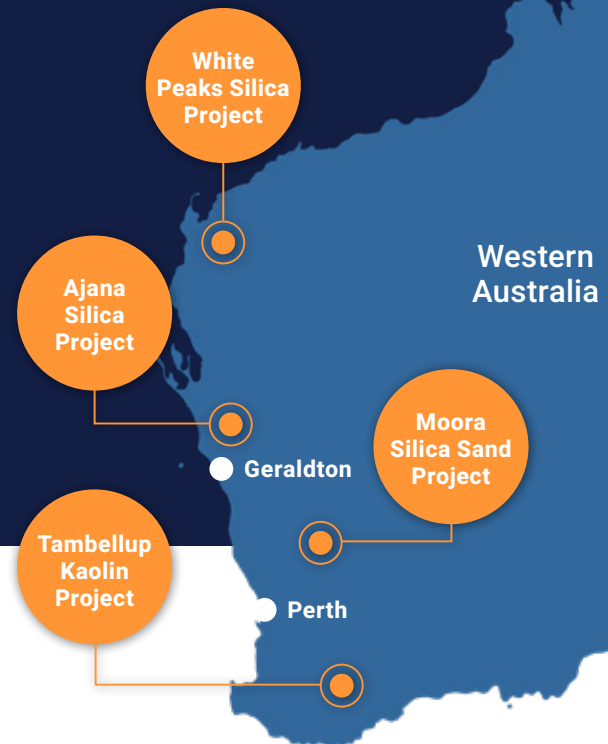 White
Peaks Silica
Project
Western
Australia
Ajana
Silica
Project
Moora
Silica Sand
Project
Geraldton
Tambellup
Kaolin
Project
Perth